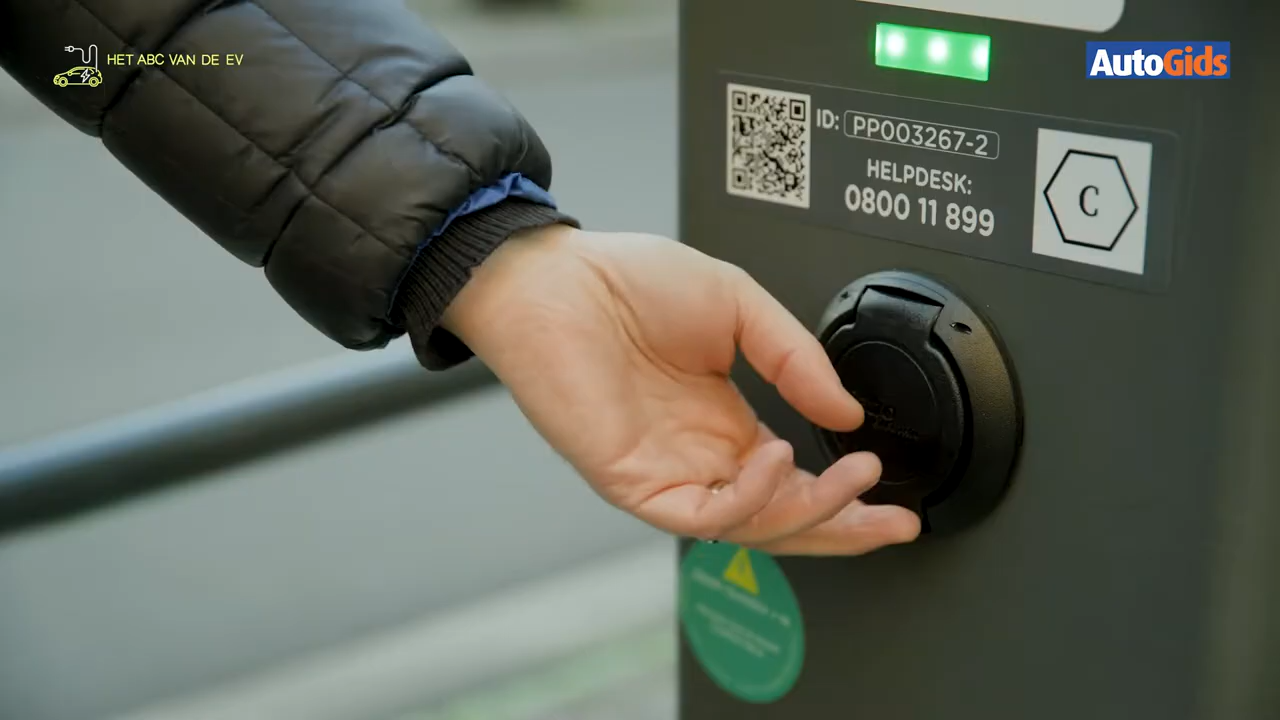 HET ABC VAN DE EV
AutoGids
ID: PP003267-2
HELPDESK:
0800 11 899
C